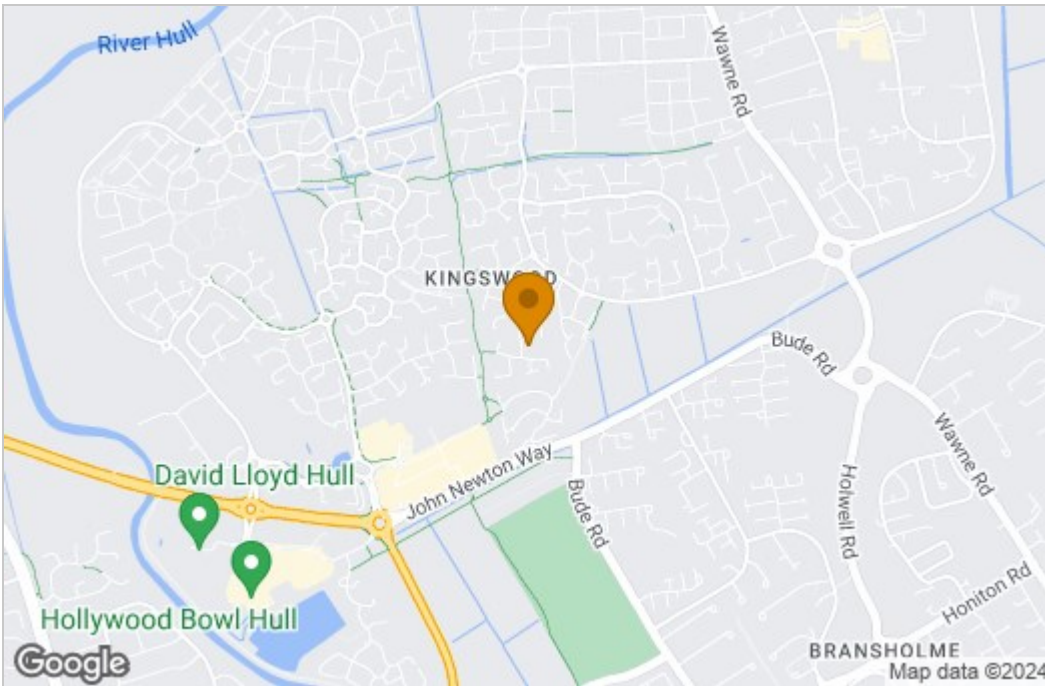 River Hull
Wawne Rd
KINGSWOOD
Bude Rd
Wawne Rd
John Newton Way
David Lloyd Hull
Bude Rd
Holwell Rd
Honiton Rd
Hollywood Bowl Hull
BRANSHOLME
Google
Map data ©2024